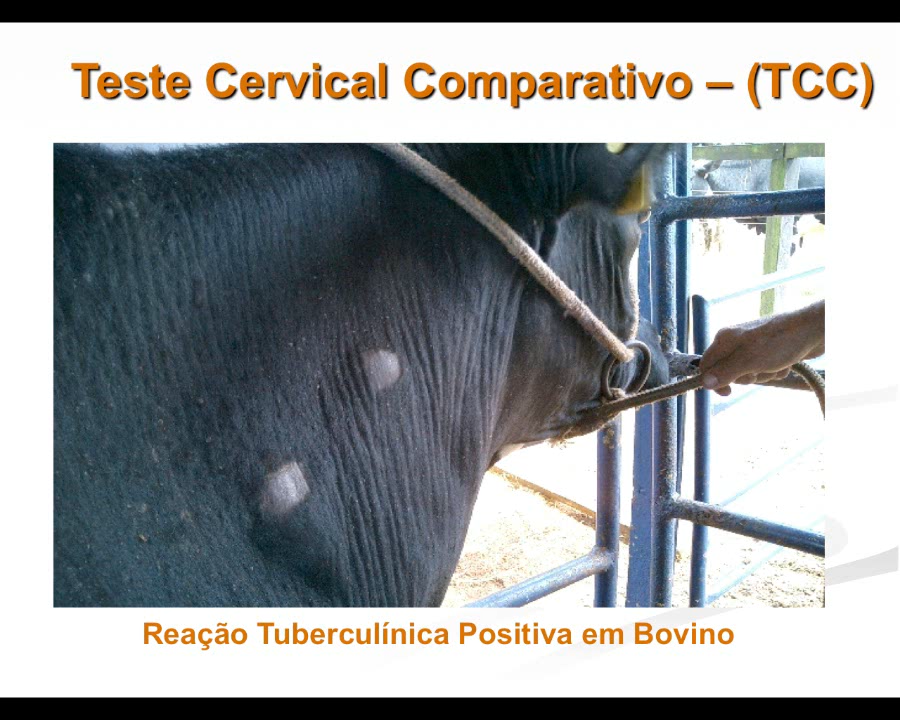 Teste Cervical Comparativo – (TCC)
Reação Tuberculínica Positiva em Bovino